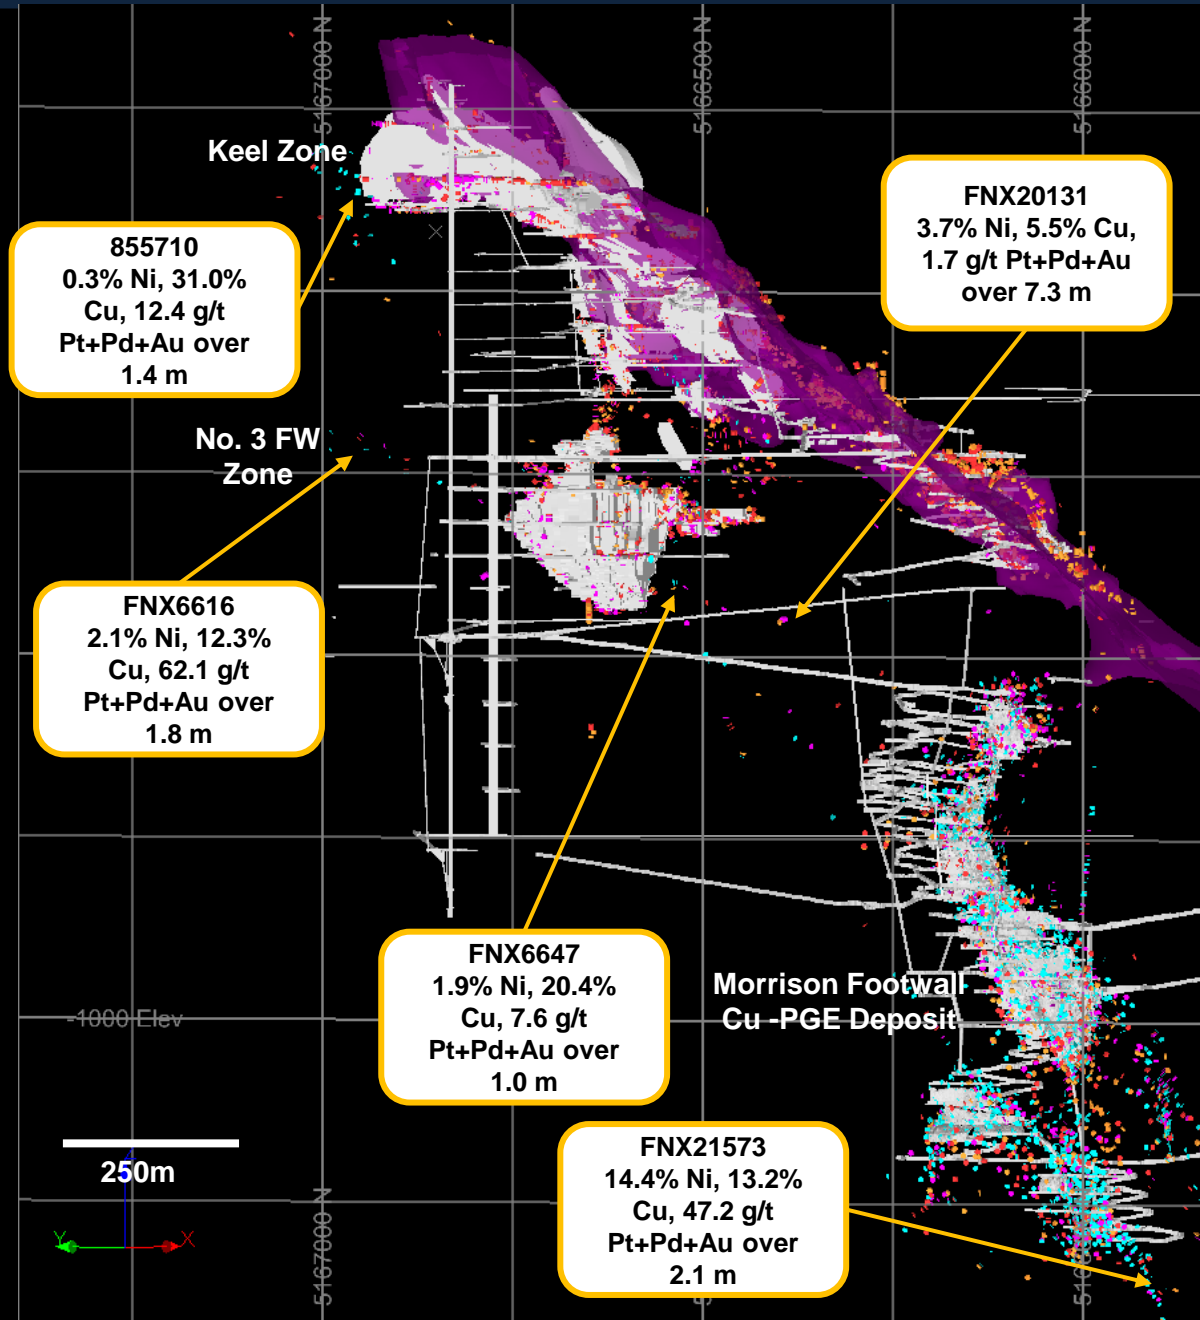 5167000 N
5166500 N
5166000 N
Keel Zone
FNX20131
3.7% Ni, 5.5% Cu,
1.7 g/t Pt+Pd+Au
over 7.3 m
855710
0.3% Ni, 31.0%
Cu, 12.4 g/t
Pt+Pd+Au over
1.4 m
No. 3 FW
Zone
FNX6616
2.1% Ni, 12.3%
Cu, 62.1 g/t
Pt+Pd+Au over
1.8 m
FNX6647
1.9% Ni, 20.4%
Cu, 7.6 g/t
Pt+Pd+Au over
1.0 m
Morrison Footwall
Cu -PGE Deposit
-1000 Elev
FNX21573
14.4% Ni, 13.2%
Cu, 47.2 g/t
Pt+Pd+Au over
2.1 m
250m
Y
X
5167000 N